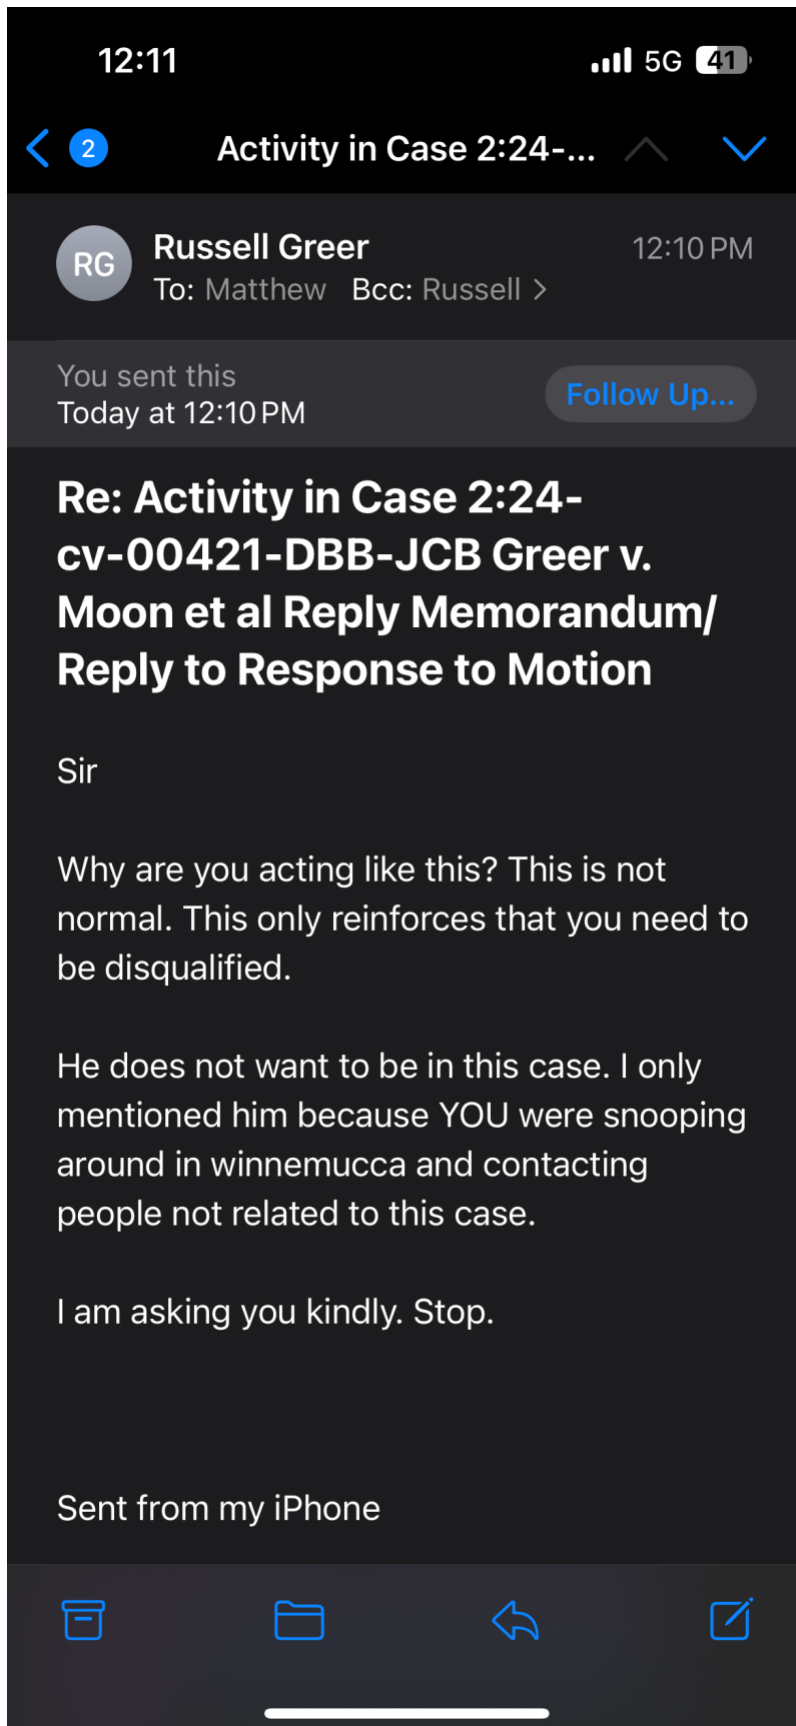 12:11
5G 41
2
Activity in Case 2:24-...
RG
Russell Greer
12:10 PM
To: Matthew Bcc: Russell
You sent this
Today at 12:10 PM
Follow Up...
Re: Activity in Case 2:24-
cv-00421-DBB-JCB Greer v.
Moon et al Reply Memorandum/
Reply to Response to Motion
Sir
Why are you acting like this? This is not
normal. This only reinforces that you need to
be disqualified.
He does not want to be in this case. I only
mentioned him because YOU were snooping
around in winnemucca and contacting
people not related to this case.
I am asking you kindly. Stop.
Sent from my iPhone